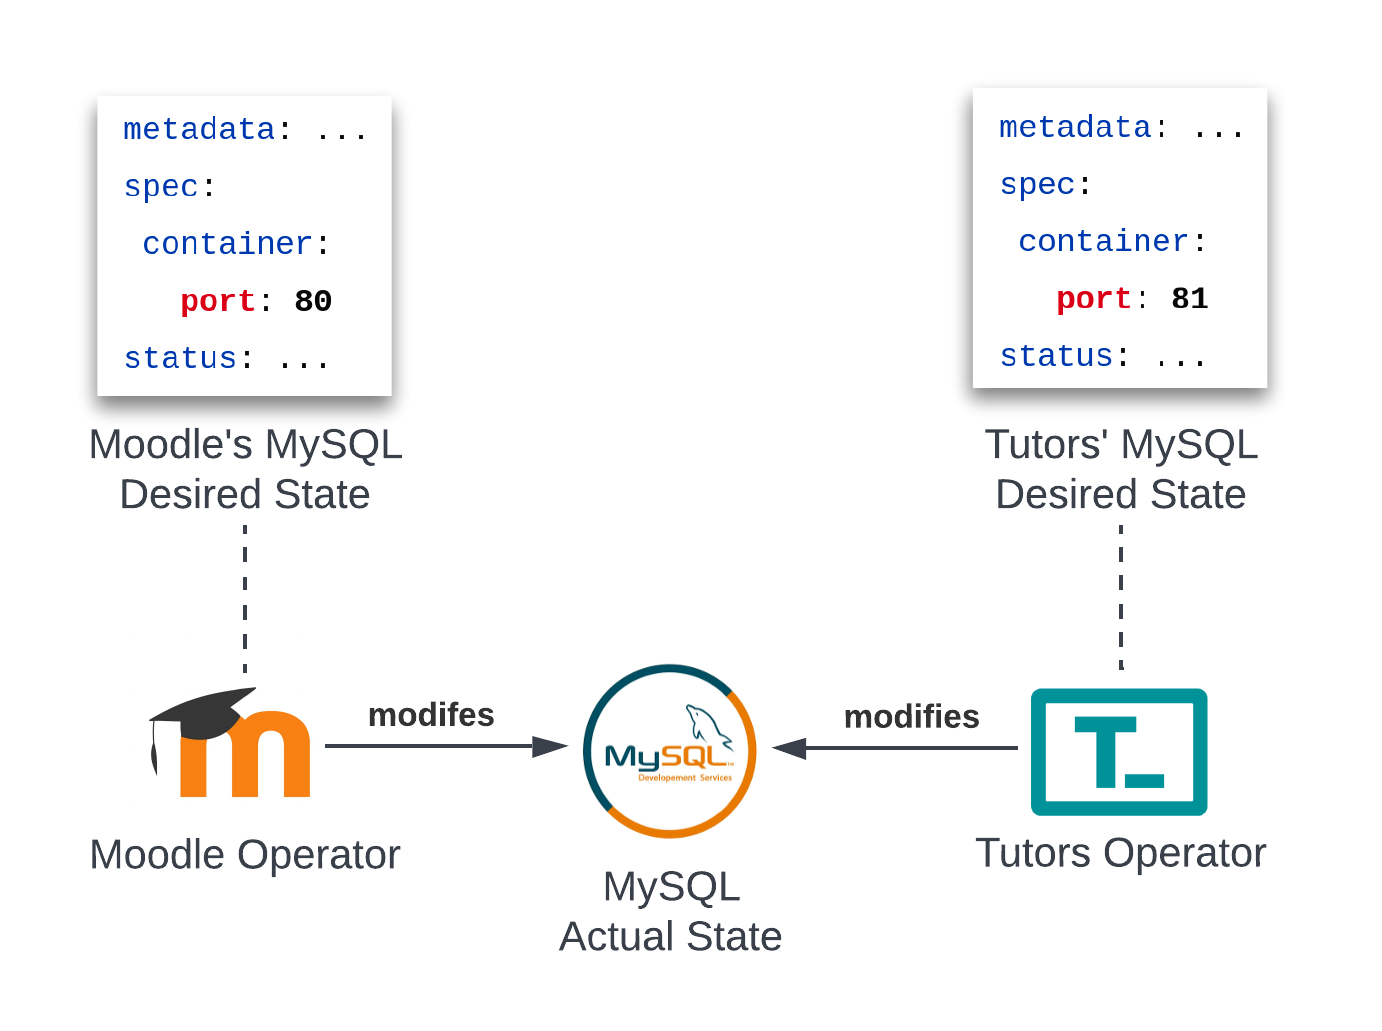 metadata: ...
spec:
container:
port: 80
status: ...
Moodle's MySQL
Desired State
metadata: ...
spec:
container:
port: 81
status: ...
Tutors' MySQL
Desired State
modifes
modifies
MySQL
Developement Services
T_
Moodle Operator
MySQL
Actual State
Tutors Operator